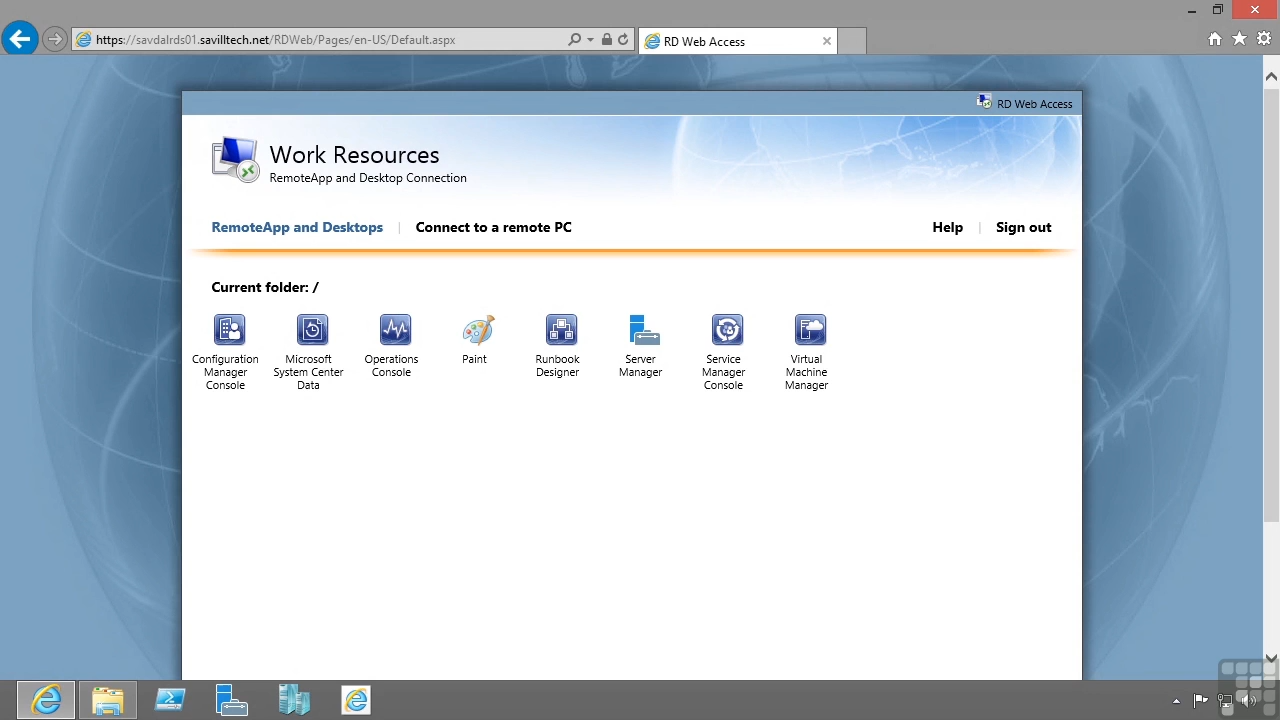 https://savdalrds01.savilltech.net/RDWeb/Pages/en-US/Default.aspx
RD Web Access
RD Web Access
Work Resources
RemoteApp and Desktop Connection
RemoteApp and Desktops | Connect to a remote PC
Help | Sign out
Current folder: /
Configuration
Manager
Console
Microsoft
System Center
Data
Operations
Console
Paint
Runbook
Designer
Server
Manager
Service
Manager
Console
Virtual
Machine
Manager